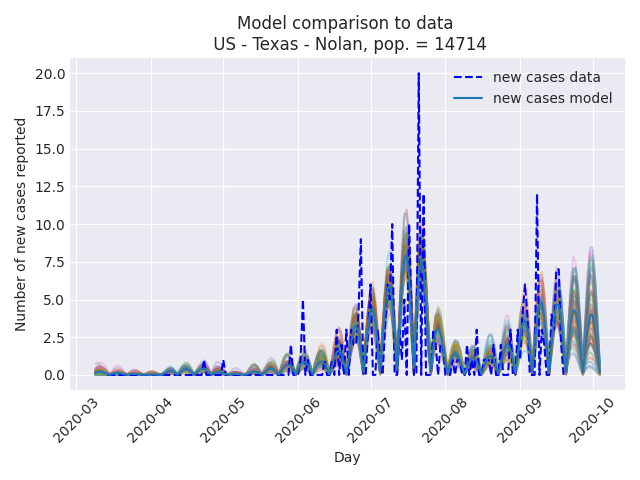 Model comparison to data
US - Texas - Nolan, pop. = 14714
new cases data
new cases model
Number of new cases reported
20.0
17.5
15.0
12.5
10.0
7.5
5.0
2.5
0.0
2020-03
2020-04
2020-05
2020-06
2020-07
2020-08
2020-09
2020-10
Day